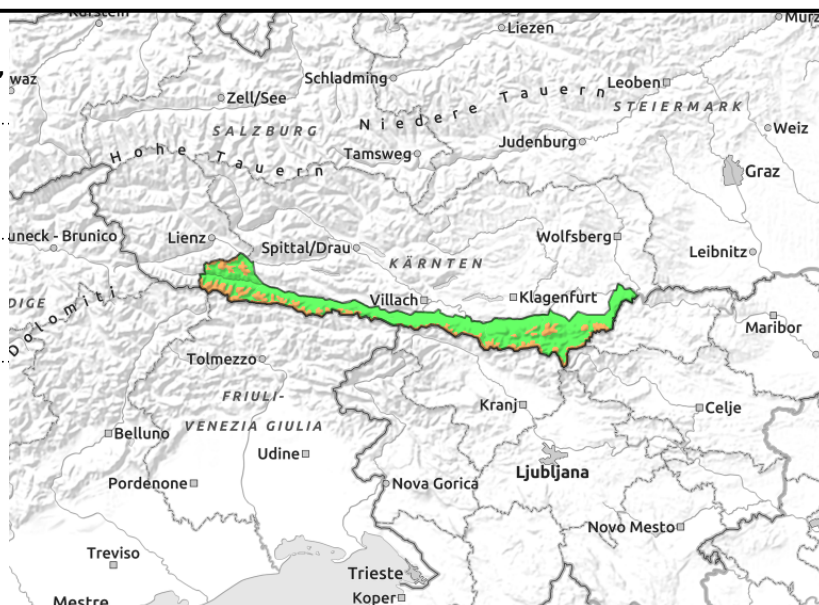 Liezen
Schladming
Leoben
Zell/See
Niedere Tauern
STEIERMARK
SALZBURG
Weiz
Judenburg
Hohe Tauern
Tamsweg
Graz
uneck - Brunico
Lienz
Spittal/Drau
Wolfsberg
KÄRNTEN
Leibnitz
DIGE
Dolomiti
Villach
Klagenfurt
Maribor
Tolmezzo
FRIULI-
VENEZIA GIULIA
Kranj
Celje
Belluno
Udine
Ljubljana
Pordenone
Nova Gorica
Novo Mesto
Treviso
Trieste
Mestre
Koper